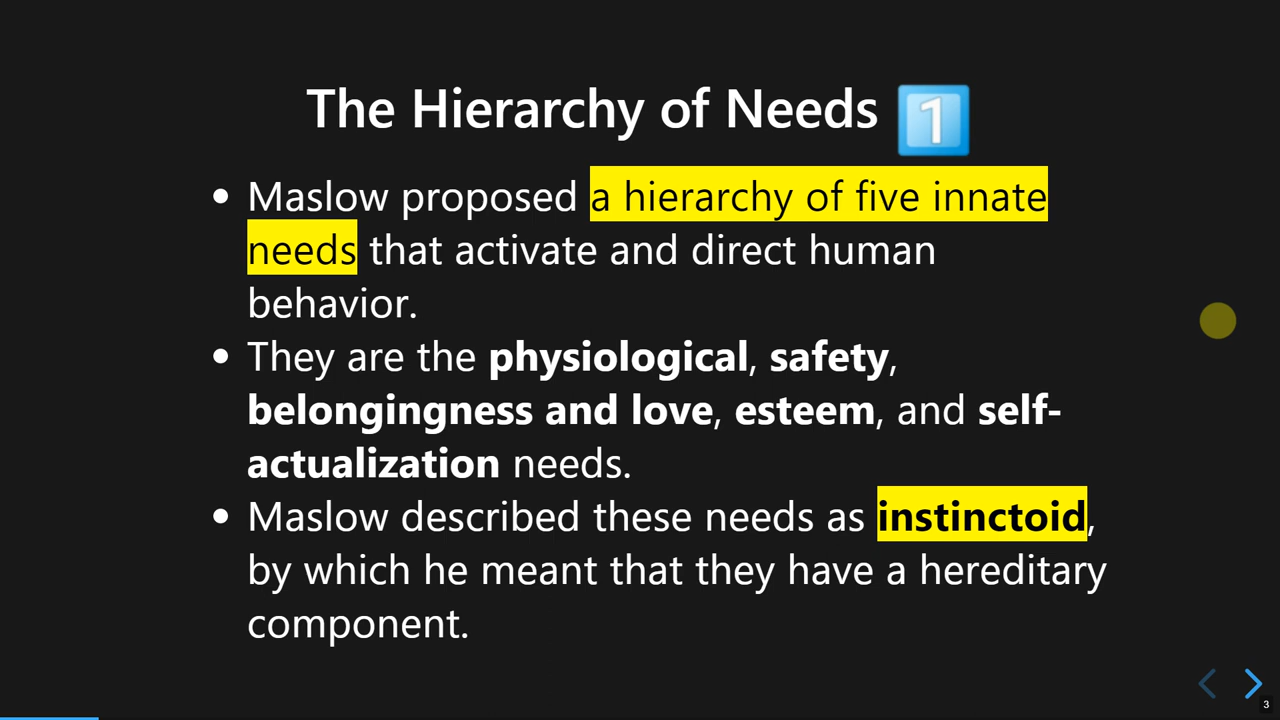 The Hierarchy of Needs 1️⃣
• Maslow proposed a hierarchy of five innate
needs that activate and direct human
behavior.
• They are the physiological, safety,
belongingness and love, esteem, and self-
actualization needs.
• Maslow described these needs as instinctoid,
by which he meant that they have a hereditary
component.
3